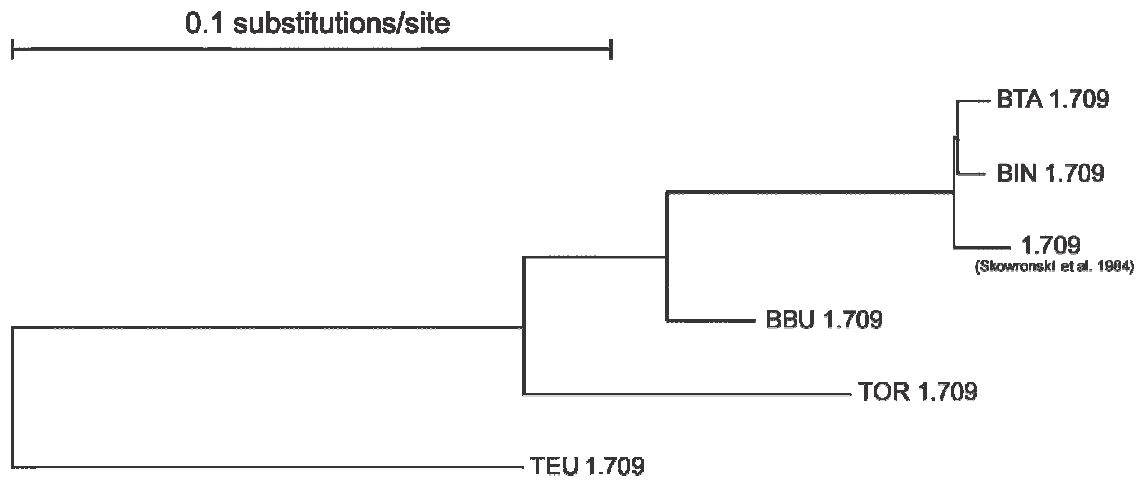 0.1 substitutions/site
BTA 1.709
BIN 1.709
1.709
(Skowronski et al. 1984)
BBU 1.709
TOR 1.709
TEU 1.709